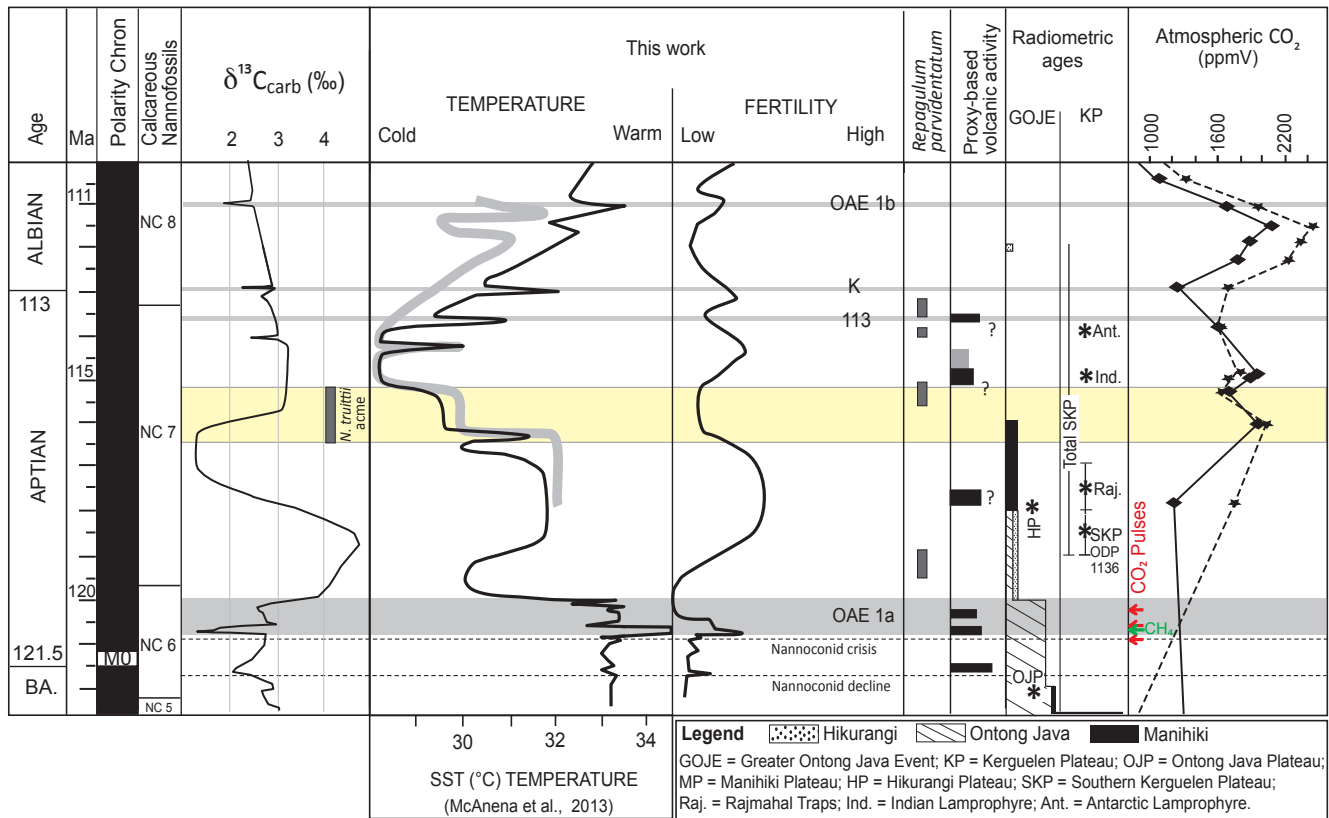 Age
Ma
Polarity Chron
Calcareous
Nannofossils
δ¹³Ccarb (‰)
2 3 4
This work
TEMPERATURE
Cold Warm
FERTILITY
Low High
Repagulum
parvidentatum
Proxy-based
volcanic activity
Radiometric
ages
GOJE KP
Atmospheric CO₂
(ppmV)
1000 1600 2200
ALBIAN
APTIAN
BA.
111
113
115
120
121.5
M0
NC 8
NC 7
NC 6
NC 5
N. truittii
acme
OAE 1b
K
113
OAE 1a
Nannoconid crisis
Nannoconid decline
?
?
?
Total SKP
*Ant.
*Ind.
*Raj.
*SKP
ODP
1136
*
HP
OJP
*
CO₂ Pulses
CH₄
30 32 34
SST (°C) TEMPERATURE
(McAnena et al., 2013)
Legend Hikurangi Ontong Java Manihiki
GOJE = Greater Ontong Java Event; KP = Kerguelen Plateau; OJP = Ontong Java Plateau;
MP = Manihiki Plateau; HP = Hikurangi Plateau; SKP = Southern Kerguelen Plateau;
Raj. = Rajmahal Traps; Ind. = Indian Lamprophyre; Ant. = Antarctic Lamprophyre.